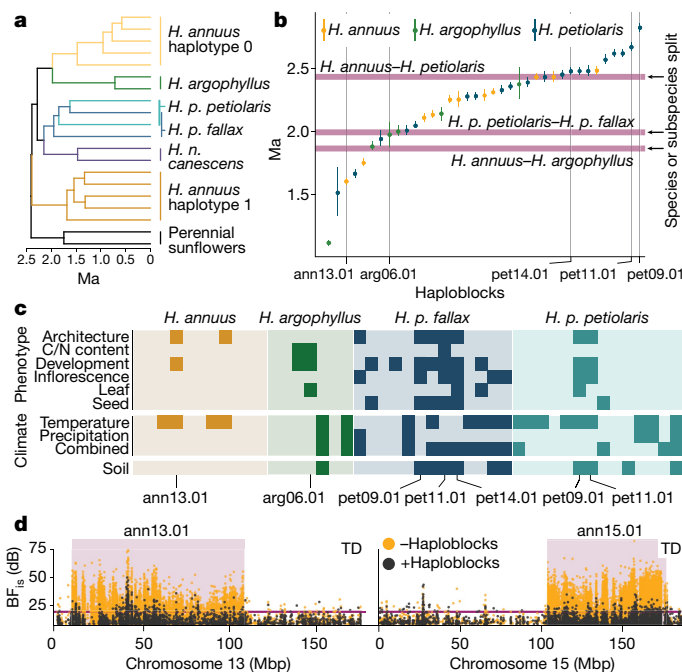 a
H. annuus
haplotype 0
H. argophyllus
H. p. petiolaris
H. p. fallax
H. n.
canescens
H. annuus
haplotype 1
Perennial
sunflowers
2.5 2.0 1.5 1.0 0.5 0
Ma
b
H. annuus H. argophyllus H. petiolaris
H. annuus–H. petiolaris
H. p. petiolaris–H. p. fallax
H. annuus–H. argophyllus
2.5
2.0
1.5
Ma
Species or subspecies split
ann13.01 arg06.01 pet14.01 pet11.01 pet09.01
Haploblocks
c
H. annuus H. argophyllus H. p. fallax H. p. petiolaris
Phenotype
Architecture
C/N content
Development
Inflorescence
Leaf
Seed
Climate
Temperature
Precipitation
Combined
Soil
ann13.01 arg06.01 pet09.01 pet11.01 pet14.01 pet09.01 pet11.01
d
ann13.01 TD ann15.01 TD
–Haploblocks
+Haploblocks
BFis (dB)
75
50
25
0 50 100 150 0 50 100 150
Chromosome 13 (Mbp) Chromosome 15 (Mbp)